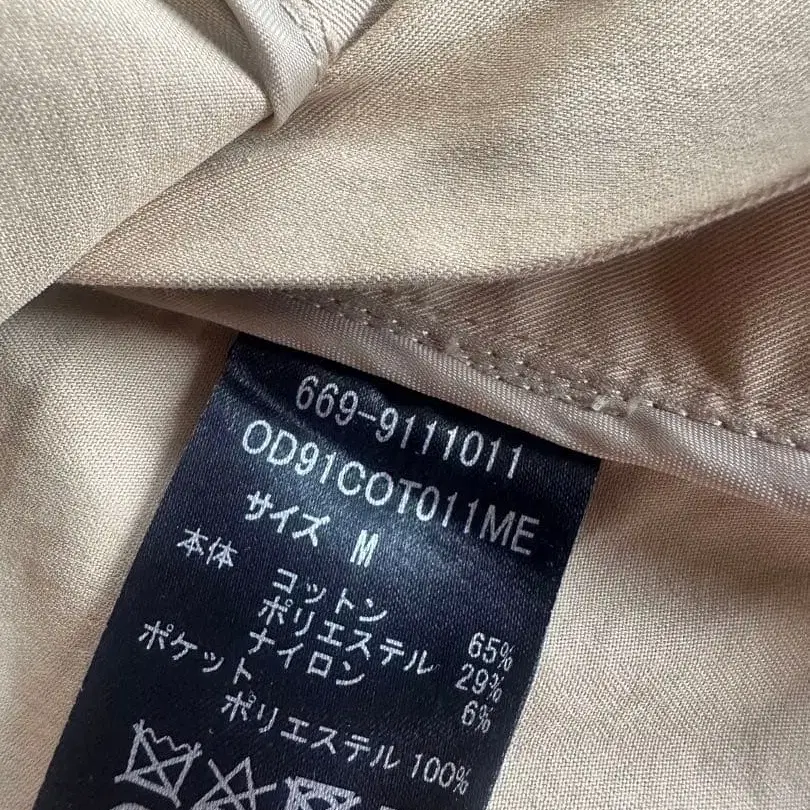 669-9111011
OD91COT011ME
サイズ M
本体
コットン 65%
ポリエステル 29%
ナイロン 6%
ポケット
ポリエステル 100%